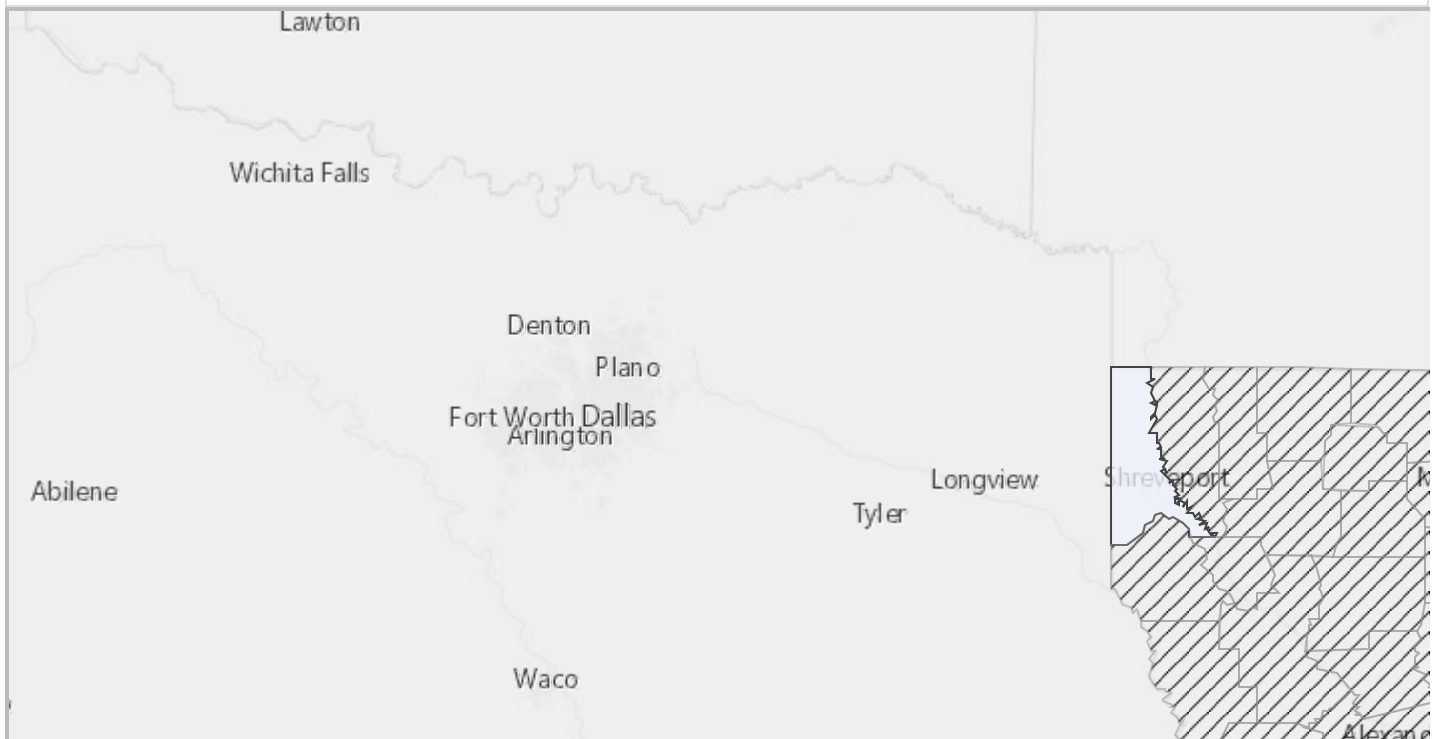 Lawton
Wichita Falls
Denton
Plano
Fort Worth Dallas
Arlington
Longview
Shreveport
Abilene
Tyler
Waco